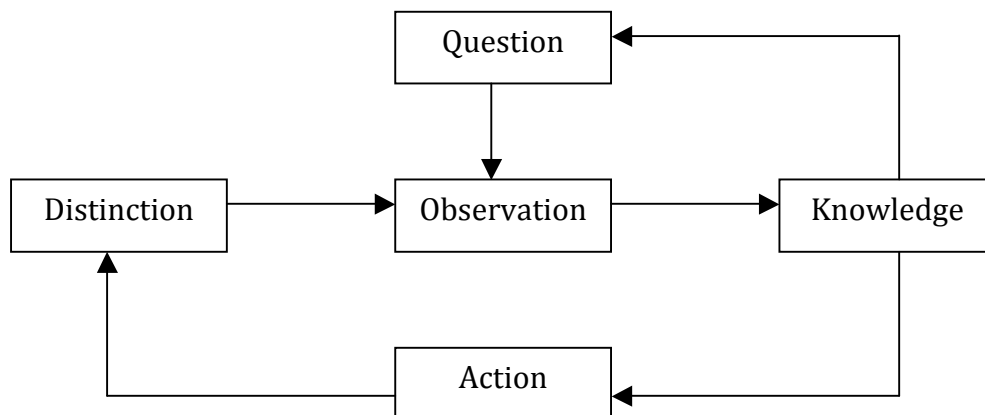 Question
Distinction
Observation
Knowledge
Action